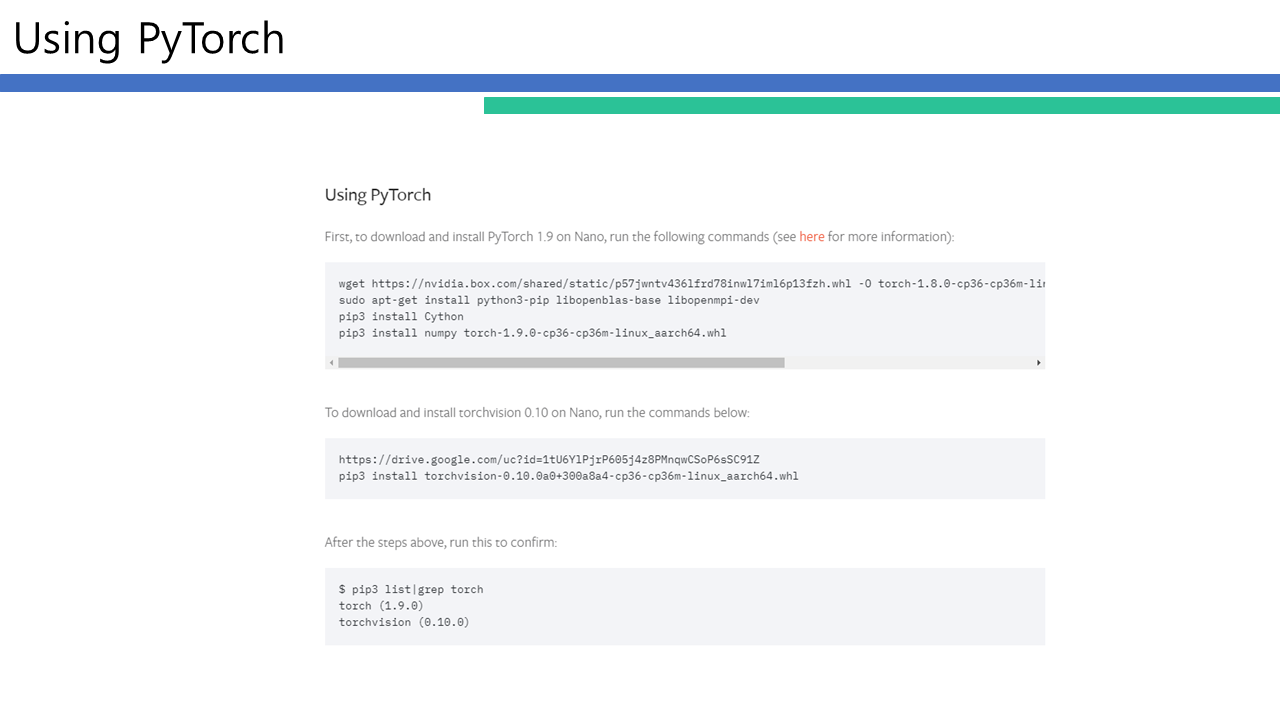 Using PyTorch
Using PyTorch
First, to download and install PyTorch 1.9 on Nano, run the following commands (see here for more information):
wget https://nvidia.box.com/shared/static/p57jwntv436lfrd78inwl7iml6p13fzh.whl -O torch-1.8.0-cp36-cp36m-lin
sudo apt-get install python3-pip libopenblas-base libopenmpi-dev
pip3 install Cython
pip3 install numpy torch-1.9.0-cp36-cp36m-linux_aarch64.whl
To download and install torchvision 0.10 on Nano, run the commands below:
https://drive.google.com/uc?id=1tU6YlPjrP605j4z8PMnqwCSoP6sSC91Z
pip3 install torchvision-0.10.0a0+300a8a4-cp36-cp36m-linux_aarch64.whl
After the steps above, run this to confirm:
$ pip3 list|grep torch
torch (1.9.0)
torchvision (0.10.0)